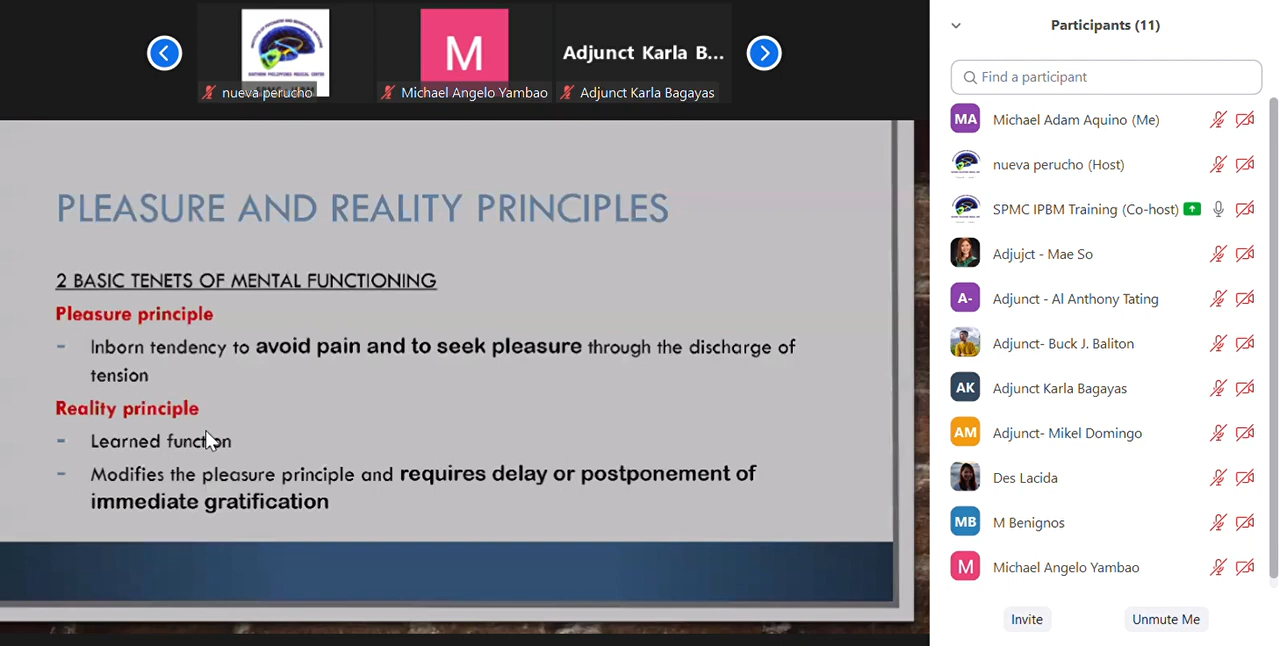 nueva perucho
M
Michael Angelo Yambao
Adjunct Karla B...
Adjunct Karla Bagayas
PLEASURE AND REALITY PRINCIPLES
2 BASIC TENETS OF MENTAL FUNCTIONING
Pleasure principle
- Inborn tendency to avoid pain and to seek pleasure through the discharge of
tension
Reality principle
- Learned function
- Modifies the pleasure principle and requires delay or postponement of
immediate gratification
Participants (11)
Find a participant
MA Michael Adam Aquino (Me)
nueva perucho (Host)
SPMC IPBM Training (Co-host)
Adjujct - Mae So
A- Adjunct - Al Anthony Tating
Adjunct- Buck J. Baliton
AK Adjunct Karla Bagayas
AM Adjunct- Mikel Domingo
Des Lacida
MB M Benignos
M Michael Angelo Yambao
Invite
Unmute Me